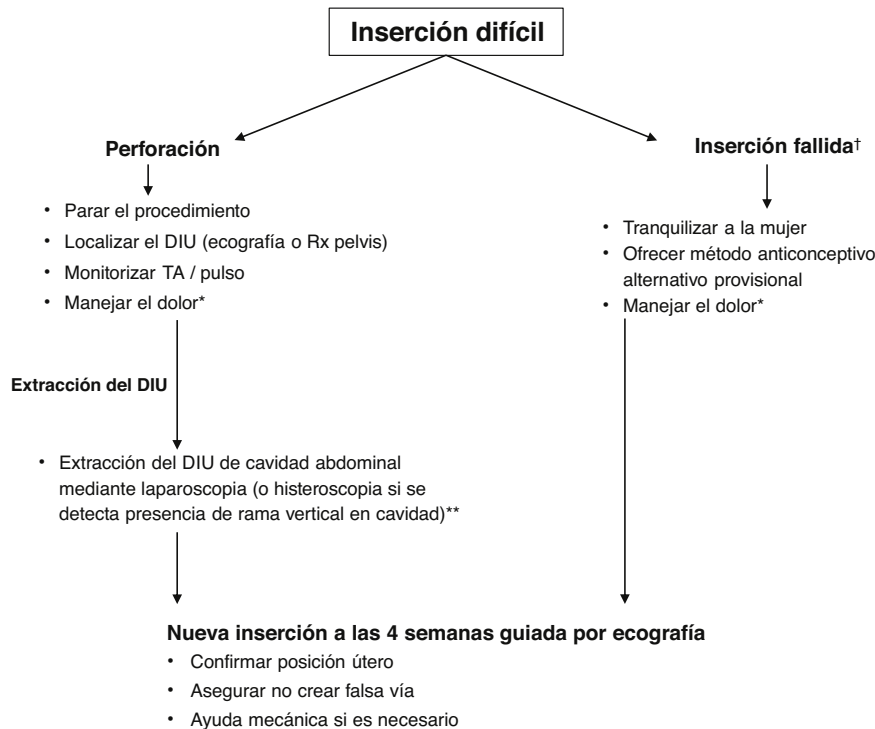 Inserción difícil
Perforación
• Parar el procedimiento
• Localizar el DIU (ecografía o Rx pelvis)
• Monitorizar TA / pulso
• Manejar el dolor*
Inserción fallida†
• Tranquilizar a la mujer
• Ofrecer método anticonceptivo
alternativo provisional
• Manejar el dolor*
Extracción del DIU
• Extracción del DIU de cavidad abdominal
mediante laparoscopia (o histeroscopia si se
detecta presencia de rama vertical en cavidad)**
Nueva inserción a las 4 semanas guiada por ecografía
• Confirmar posición útero
• Asegurar no crear falsa vía
• Ayuda mecánica si es necesario